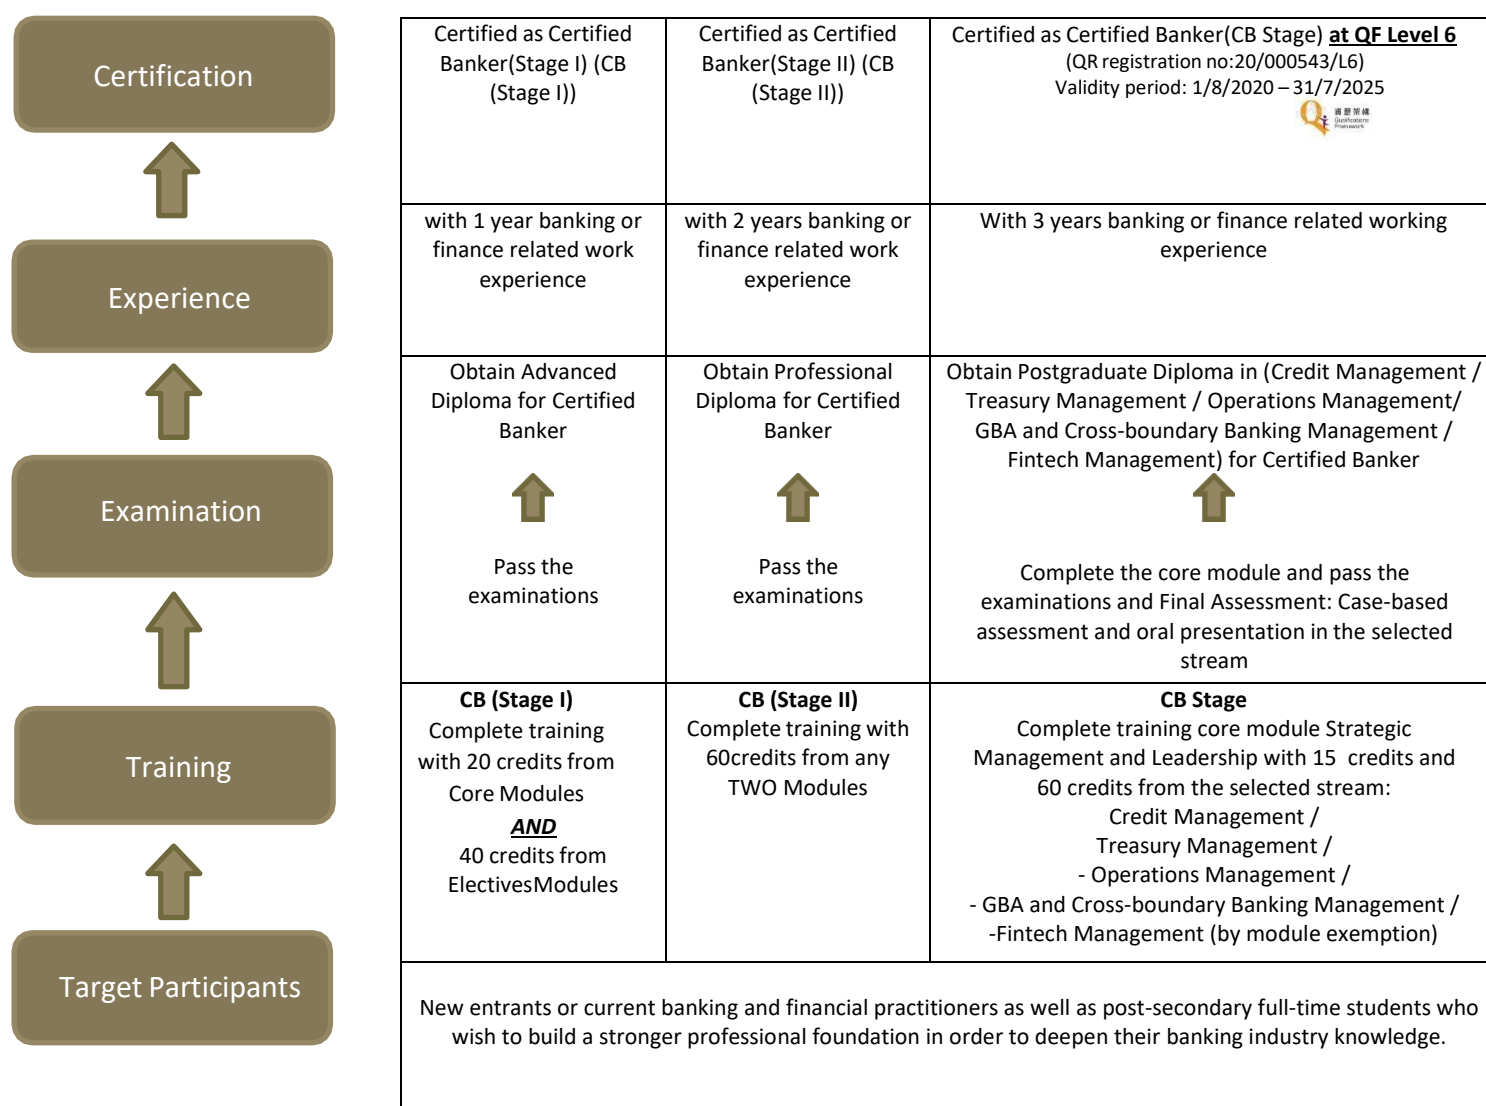 Certification
Certified as Certified
Banker(Stage I) (CB
(Stage I))
Certified as Certified
Banker(Stage II) (CB
(Stage II))
Certified as Certified Banker(CB Stage) at QF Level 6
(QR registration no:20/000543/L6)
Validity period: 1/8/2020 – 31/7/2025
資歷架構
Qualifications
Framework
Experience
with 1 year banking or
finance related work
experience
with 2 years banking or
finance related work
experience
With 3 years banking or finance related working
experience
Examination
Obtain Advanced
Diploma for Certified
Banker
Pass the
examinations
Obtain Professional
Diploma for Certified
Banker
Pass the
examinations
Obtain Postgraduate Diploma in (Credit Management /
Treasury Management / Operations Management/
GBA and Cross-boundary Banking Management /
Fintech Management) for Certified Banker
Complete the core module and pass the
examinations and Final Assessment: Case-based
assessment and oral presentation in the selected
stream
Training
CB (Stage I)
Complete training
with 20 credits from
Core Modules
AND
40 credits from
ElectivesModules
CB (Stage II)
Complete training with
60credits from any
TWO Modules
CB Stage
Complete training core module Strategic
Management and Leadership with 15 credits and
60 credits from the selected stream:
Credit Management /
Treasury Management /
- Operations Management /
- GBA and Cross-boundary Banking Management /
-Fintech Management (by module exemption)
Target Participants
New entrants or current banking and financial practitioners as well as post-secondary full-time students who
wish to build a stronger professional foundation in order to deepen their banking industry knowledge.